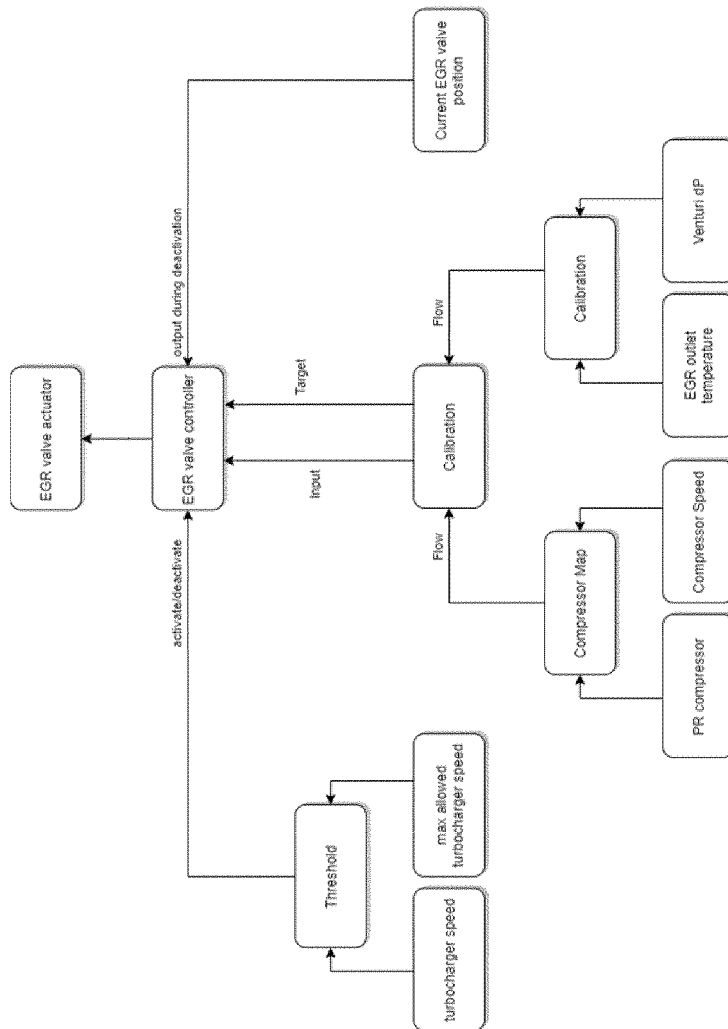 EGR valve actuator
activate/deactivate
EGR valve controller
output during deactivation
Input
Target
Threshold
Flow
Calibration
Flow
turbocharger speed
max allowed
turbocharger speed
Compressor Map
Calibration
Current EGR valve
position
PR compressor
Compressor Speed
EGR outlet
temperature
Venturi dP